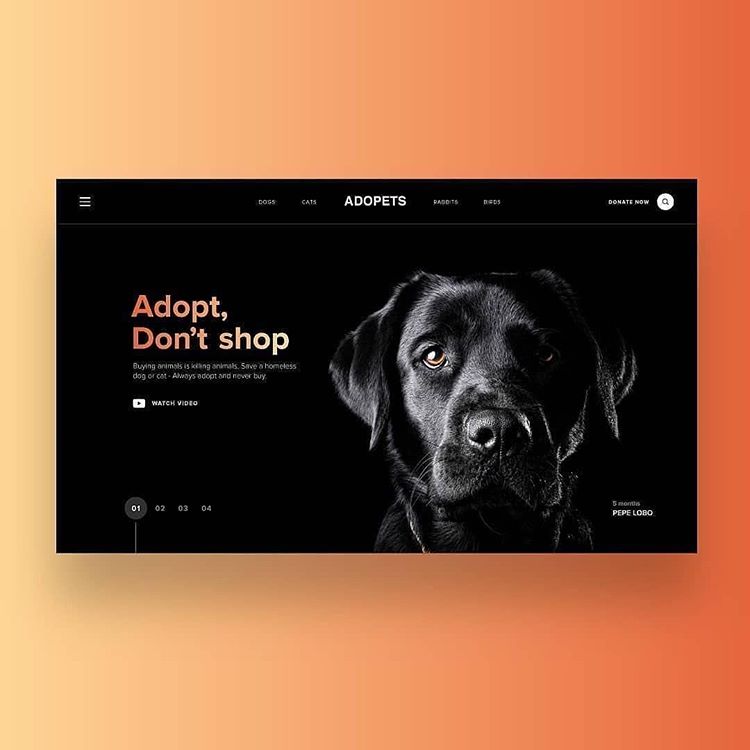 DOGS
CATS
ADOPETS
RABBITS
BIRDS
DONATE NOW
Adopt,
Don't shop
Buying animals is killing animals, Save a homeless
dog or cat - Always adopt and never buy.
WATCH VIDEO
01 02 03 04
5 months
PEPE LOBO